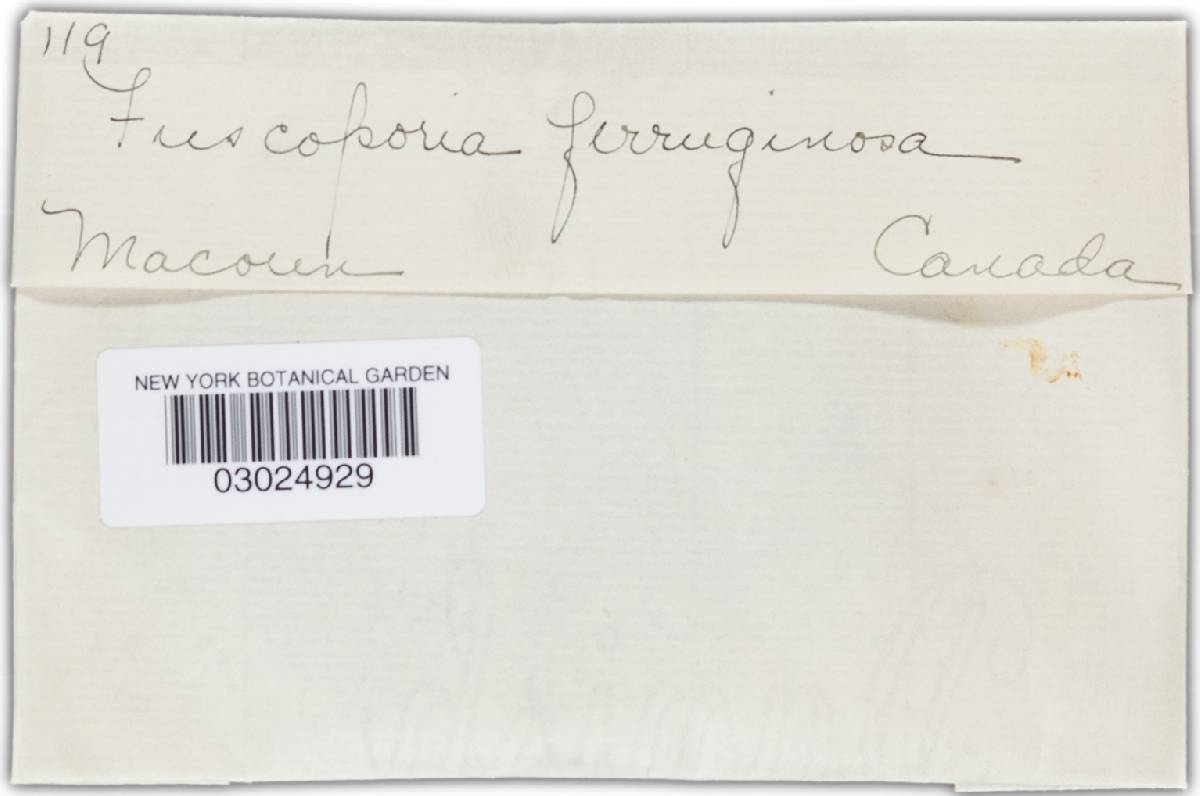 119
Fuscoporia ferruginosa
Macoun Canada
NEW YORK BOTANICAL GARDEN
03024929